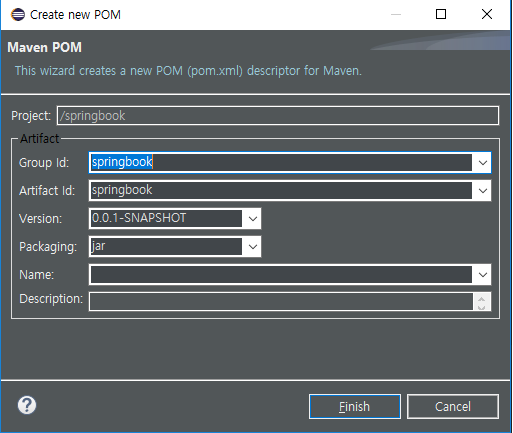 Create new POM
Maven POM
This wizard creates a new POM (pom.xml) descriptor for Maven.
Project: /springbook
Artifact
Group Id: springbook
Artifact Id: springbook
Version: 0.0.1-SNAPSHOT
Packaging: jar
Name:
Description:
? Finish Cancel